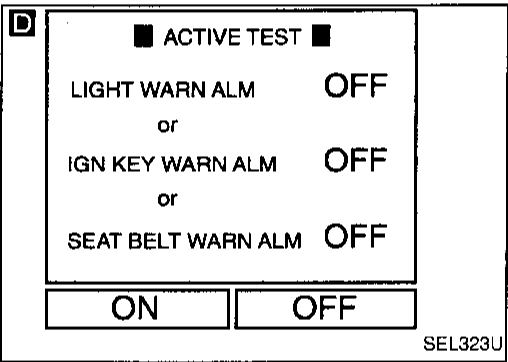 D
■ ACTIVE TEST ■
LIGHT WARN ALM OFF
or
IGN KEY WARN ALM OFF
or
SEAT BELT WARN ALM OFF
ON OFF
SEL323U